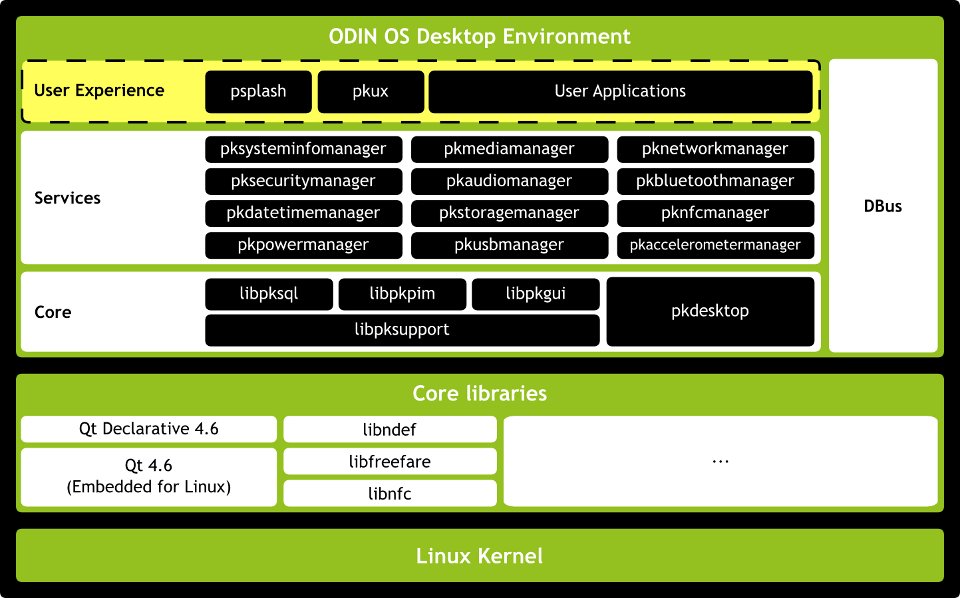 ODIN OS Desktop Environment
User Experience
psplash
pkux
User Applications
DBus
Services
pksysteminfomanager
pkmediamanager
pknetworkmanager
pksecuritymanager
pkaudiomanager
pkbluetoothmanager
pkdatetimemanager
pkstoragemanager
pknfcmanager
pkpowermanager
pkusbmanager
pkaccelerometermanager
Core
libpksql
libpkpim
libpkgui
pkdesktop
libpksupport
Core libraries
Qt Declarative 4.6
libndef
...
Qt 4.6
(Embedded for Linux)
libfreefare
libnfc
Linux Kernel